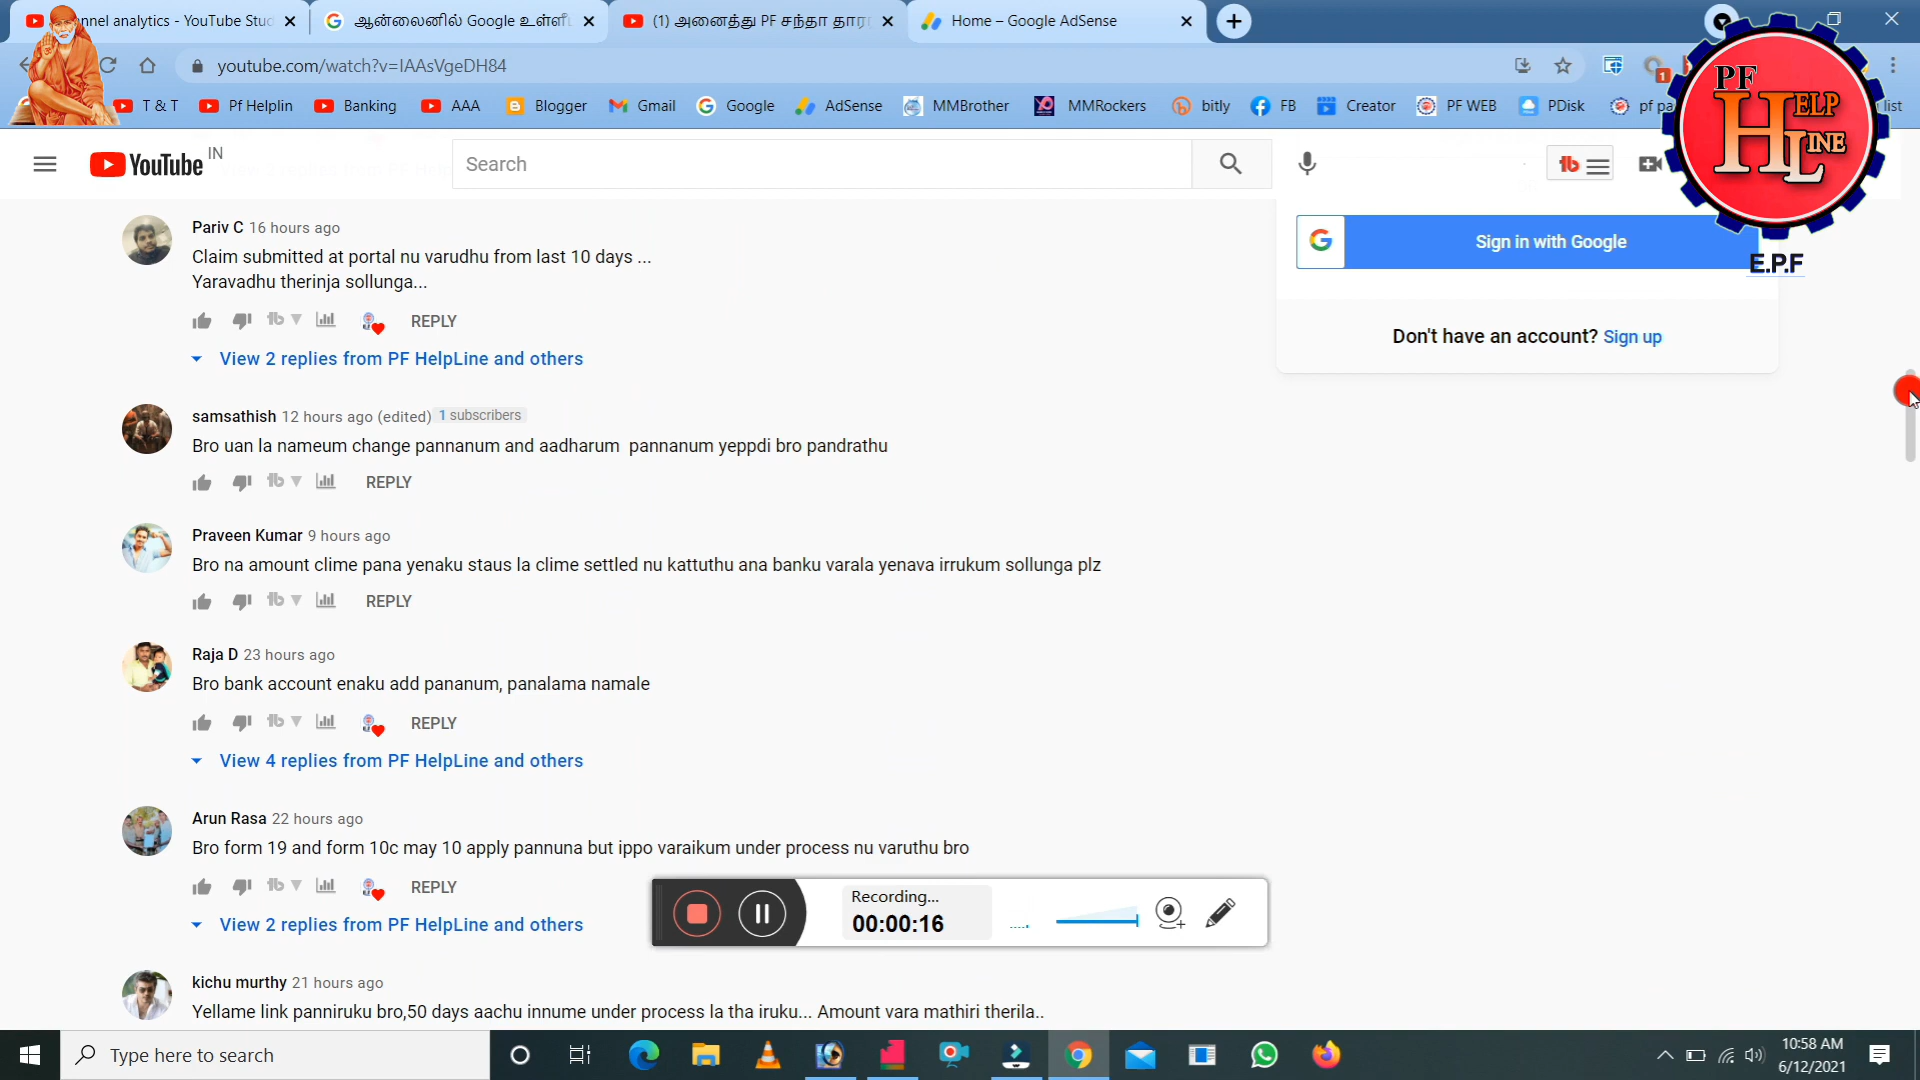 nnel analytics - YouTube Stud
ஆன்லைனில் Google உள்ளீட
(1) அனைத்து PF சந்தா தார
Home – Google AdSense
youtube.com/watch?v=IAAsVgeDH84
1
T & T
Pf Helplin
Banking
AAA
Blogger
Gmail
Google
AdSense
MMBrother
MMRockers
bitly
FB
Creator
PF WEB
PDisk
pf pa
list
PF
HELP
LINE
E.P.F
YouTube IN
Search
Sign in with Google
Don't have an account? Sign up
Pariv C 16 hours ago
Claim submitted at portal nu varudhu from last 10 days ...
Yaravadhu therinja sollunga...
REPLY
View 2 replies from PF HelpLine and others
samsathish 12 hours ago (edited) 1 subscribers
Bro uan la nameum change pannanum and aadharum pannanum yeppdi bro pandrathu
REPLY
Praveen Kumar 9 hours ago
Bro na amount clime pana yenaku staus la clime settled nu kattuthu ana banku varala yenava irrukum sollunga plz
REPLY
Raja D 23 hours ago
Bro bank account enaku add pananum, panalama namale
REPLY
View 4 replies from PF HelpLine and others
Arun Rasa 22 hours ago
Bro form 19 and form 10c may 10 apply pannuna but ippo varaikum under process nu varuthu bro
REPLY
View 2 replies from PF HelpLine and others
Recording...
00:00:16
kichu murthy 21 hours ago
Yellame link panniruku bro,50 days aachu innume under process la tha iruku... Amount vara mathiri therila..
Type here to search
10:58 AM
6/12/2021